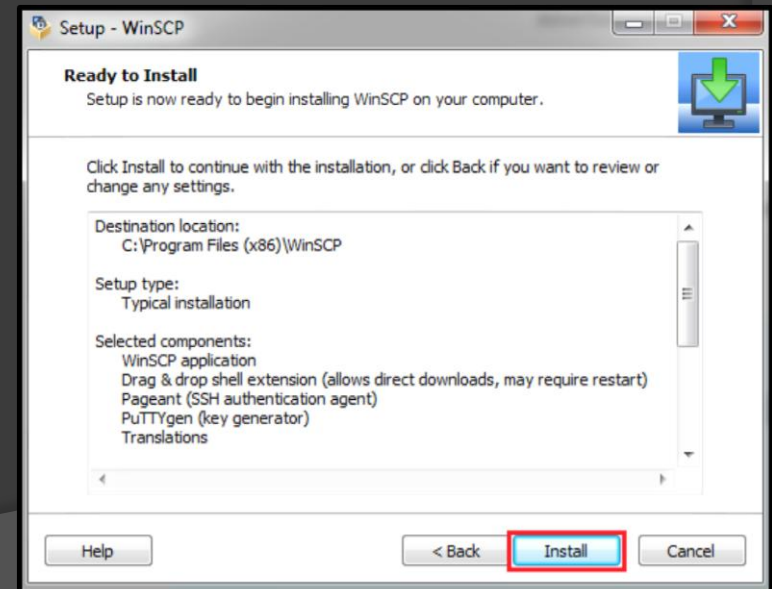 Setup - WinSCP
Ready to Install
Setup is now ready to begin installing WinSCP on your computer.
Click Install to continue with the installation, or click Back if you want to review or
change any settings.
Destination location:
C:\Program Files (x86)\WinSCP
Setup type:
Typical installation
Selected components:
WinSCP application
Drag & drop shell extension (allows direct downloads, may require restart)
Pageant (SSH authentication agent)
PuTTYgen (key generator)
Translations
Help
< Back
Install
Cancel